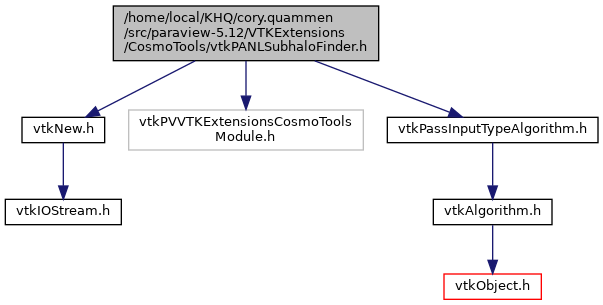 /home/local/KHQ/cory.quammen
/src/paraview-5.12/VTKExtensions
/CosmoTools/vtkPANLSubhaloFinder.h
vtkNew.h
vtkPVVTKExtensionsCosmoTools
Module.h
vtkPassInputTypeAlgorithm.h
vtkIOStream.h
vtkAlgorithm.h
vtkObject.h